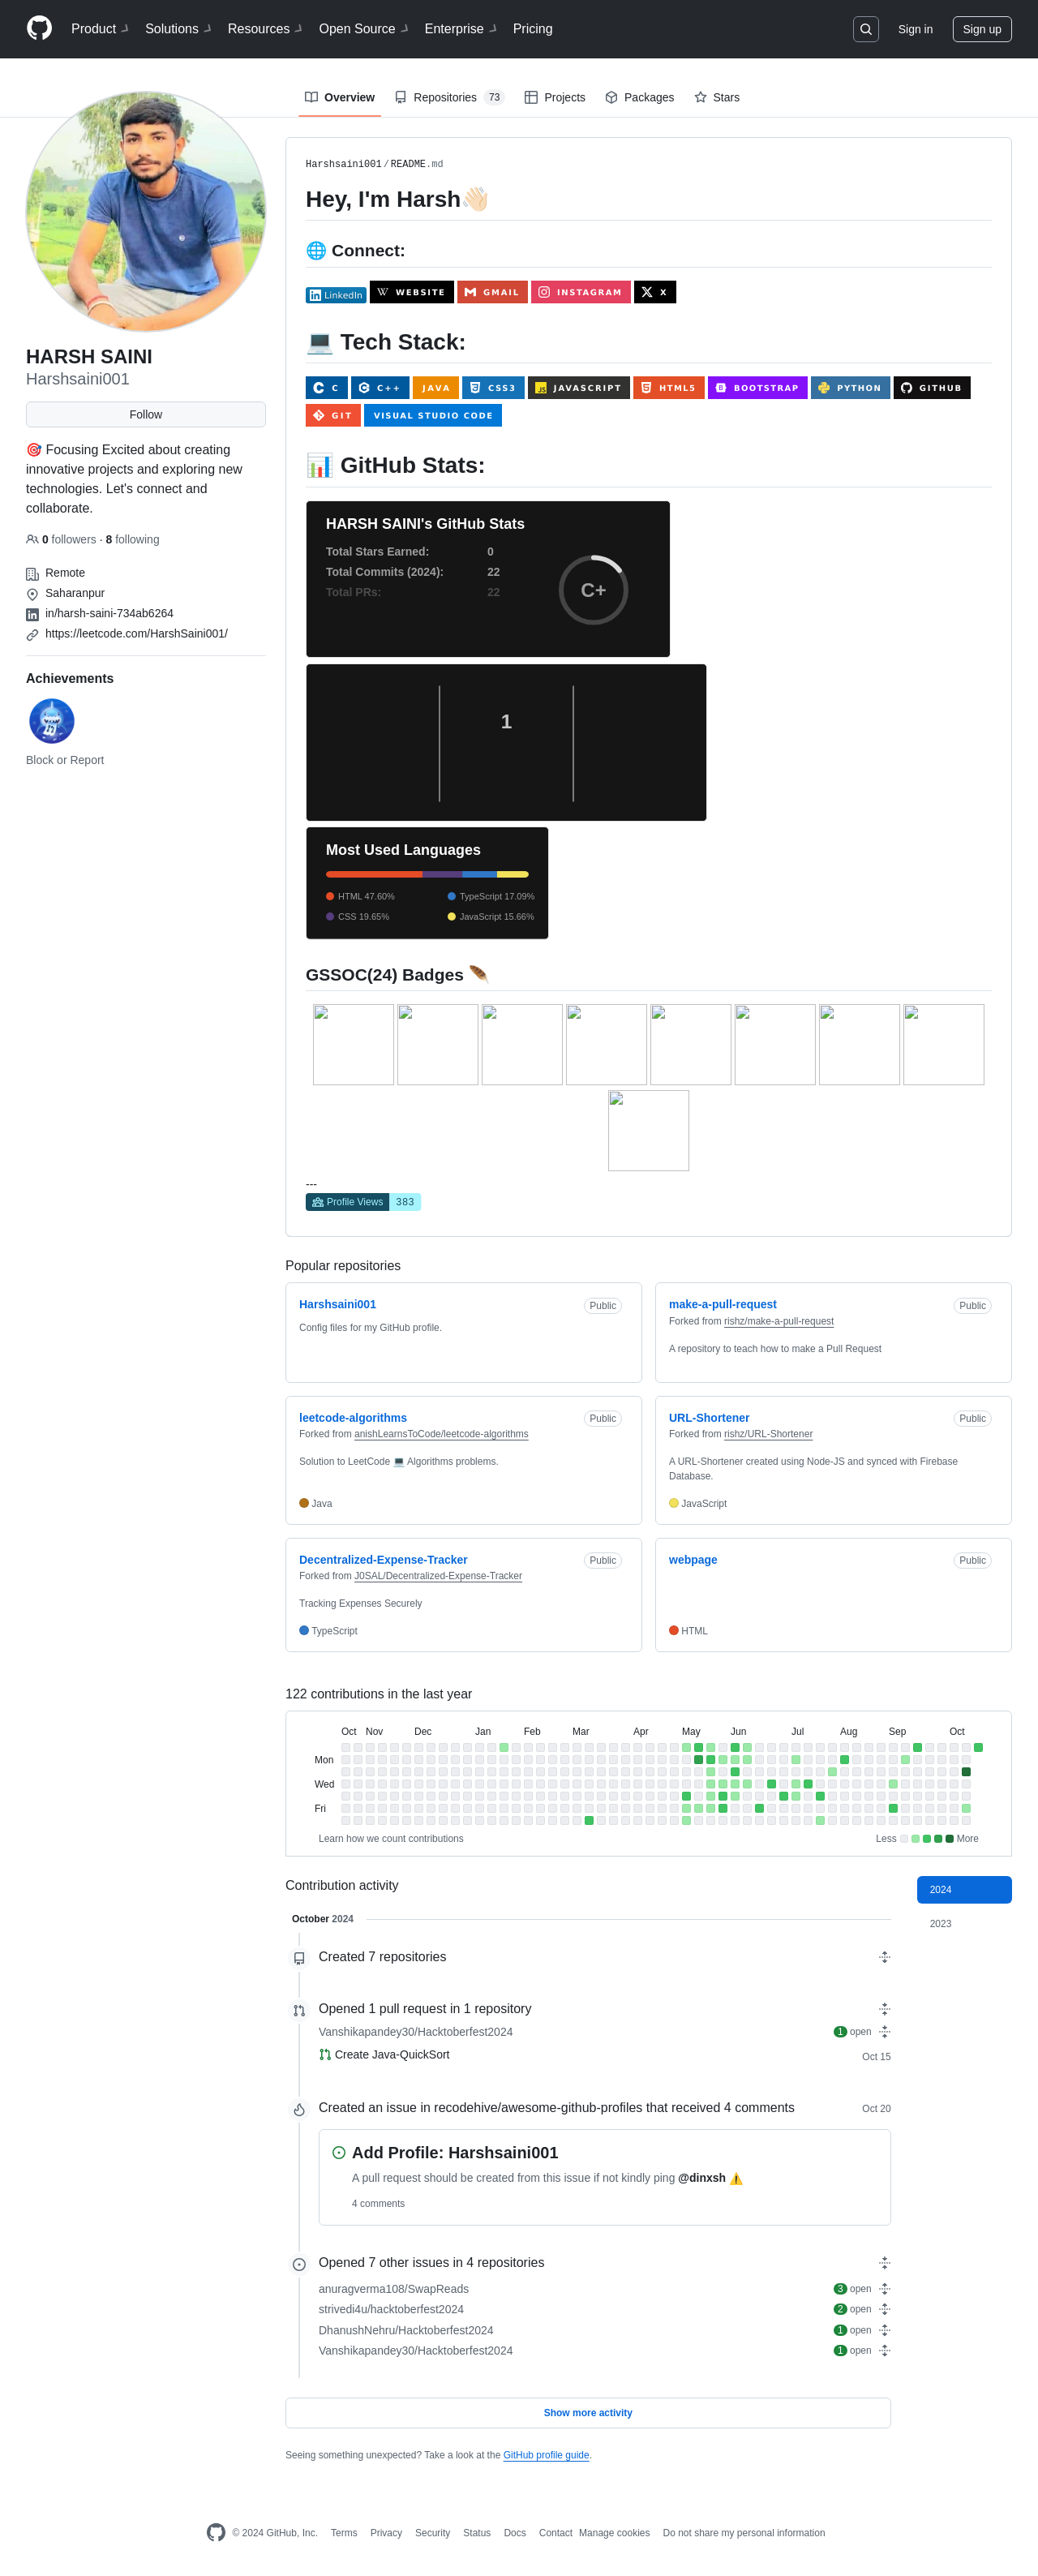 Product Solutions Resources Open Source Enterprise Pricing Sign in Sign up
Overview Repositories 73 Projects Packages Stars
HARSH SAINI
Harshsaini001
Follow
🎯 Focusing Excited about creating
innovative projects and exploring new
technologies. Let's connect and
collaborate.
0 followers · 8 following
Remote
Saharanpur
in/harsh-saini-734ab6264
https://leetcode.com/HarshSaini001/
Achievements
Block or Report
Harshsaini001/README.md
Hey, I'm Harsh👋🏻
🌐 Connect:
LinkedIn WEBSITE GMAIL INSTAGRAM X
💻 Tech Stack:
C C++ JAVA CSS3 JAVASCRIPT HTML5 BOOTSTRAP PYTHON GITHUB
GIT VISUAL STUDIO CODE
📊 GitHub Stats:
HARSH SAINI's GitHub Stats
Total Stars Earned: 0
Total Commits (2024): 22
Total PRs: 22
C+
1
Most Used Languages
HTML 47.60% TypeScript 17.09%
CSS 19.65% JavaScript 15.66%
GSSOC(24) Badges 🪶
---
Profile Views 383
Popular repositories
Harshsaini001 Public
Config files for my GitHub profile.
make-a-pull-request Public
Forked from rishz/make-a-pull-request
A repository to teach how to make a Pull Request
leetcode-algorithms Public
Forked from anishLearnsToCode/leetcode-algorithms
Solution to LeetCode 💻 Algorithms problems.
Java
URL-Shortener Public
Forked from rishz/URL-Shortener
A URL-Shortener created using Node-JS and synced with Firebase
Database.
JavaScript
Decentralized-Expense-Tracker Public
Forked from J0SAL/Decentralized-Expense-Tracker
Tracking Expenses Securely
TypeScript
webpage Public
HTML
122 contributions in the last year
Oct Nov Dec Jan Feb Mar Apr May Jun Jul Aug Sep Oct
Mon
Wed
Fri
Learn how we count contributions Less More
Contribution activity
2024
2023
October 2024
Created 7 repositories
Opened 1 pull request in 1 repository
Vanshikapandey30/Hacktoberfest2024 1 open
Create Java-QuickSort Oct 15
Created an issue in recodehive/awesome-github-profiles that received 4 comments Oct 20
Add Profile: Harshsaini001
A pull request should be created from this issue if not kindly ping @dinxsh ⚠️
4 comments
Opened 7 other issues in 4 repositories
anuragverma108/SwapReads 3 open
strivedi4u/hacktoberfest2024 2 open
DhanushNehru/Hacktoberfest2024 1 open
Vanshikapandey30/Hacktoberfest2024 1 open
Show more activity
Seeing something unexpected? Take a look at the GitHub profile guide.
© 2024 GitHub, Inc. Terms Privacy Security Status Docs Contact Manage cookies Do not share my personal information